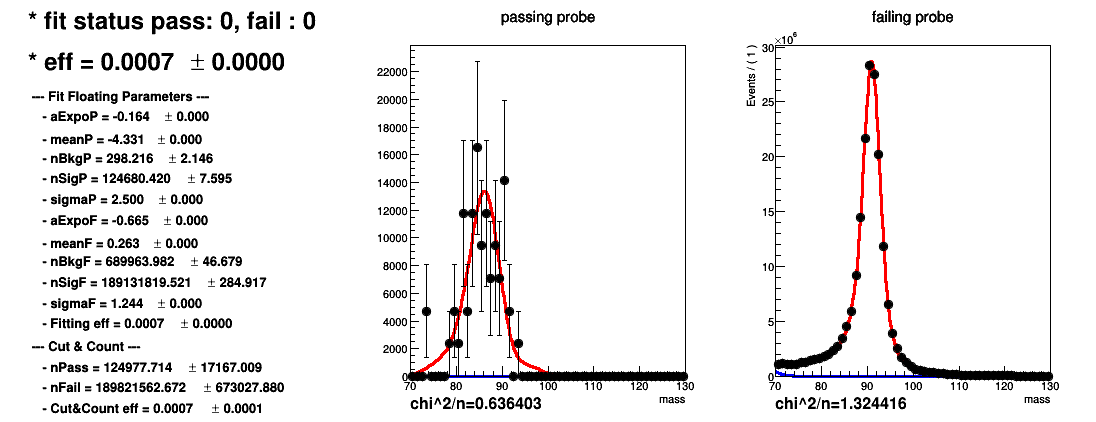 * fit status pass: 0, fail : 0
* eff = 0.0007 ± 0.0000
--- Fit Floating Parameters ---
- aExpoP = -0.164 ± 0.000
- meanP = -4.331 ± 0.000
- nBkgP = 298.216 ± 2.146
- nSigP = 124680.420 ± 7.595
- sigmaP = 2.500 ± 0.000
- aExpoF = -0.665 ± 0.000
- meanF = 0.263 ± 0.000
- nBkgF = 689963.982 ± 46.679
- nSigF = 189131819.521 ± 284.917
- sigmaF = 1.244 ± 0.000
- Fitting eff = 0.0007 ± 0.0000
--- Cut & Count ---
- nPass = 124977.714 ± 17167.009
- nFail = 189821562.672 ± 673027.880
- Cut&Count eff = 0.0007 ± 0.0001
passing probe
22000
20000
18000
16000
14000
12000
10000
8000
6000
4000
2000
0
70 80 90 100 110 120 130
mass
chi^2/n=0.636403
failing probe
×10^6
Events / ( 1 )
30
25
20
15
10
5
0
70 80 90 100 110 120 130
mass
chi^2/n=1.324416